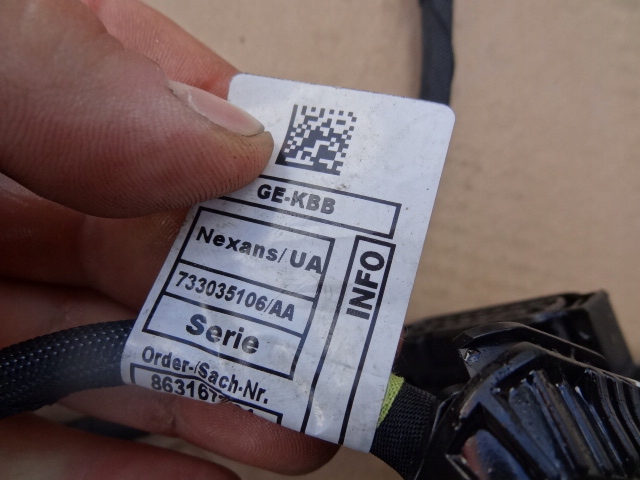 GE-KBB
Nexans/UA
733035106/AA
Serie
INFO
Order-/Sach-Nr.